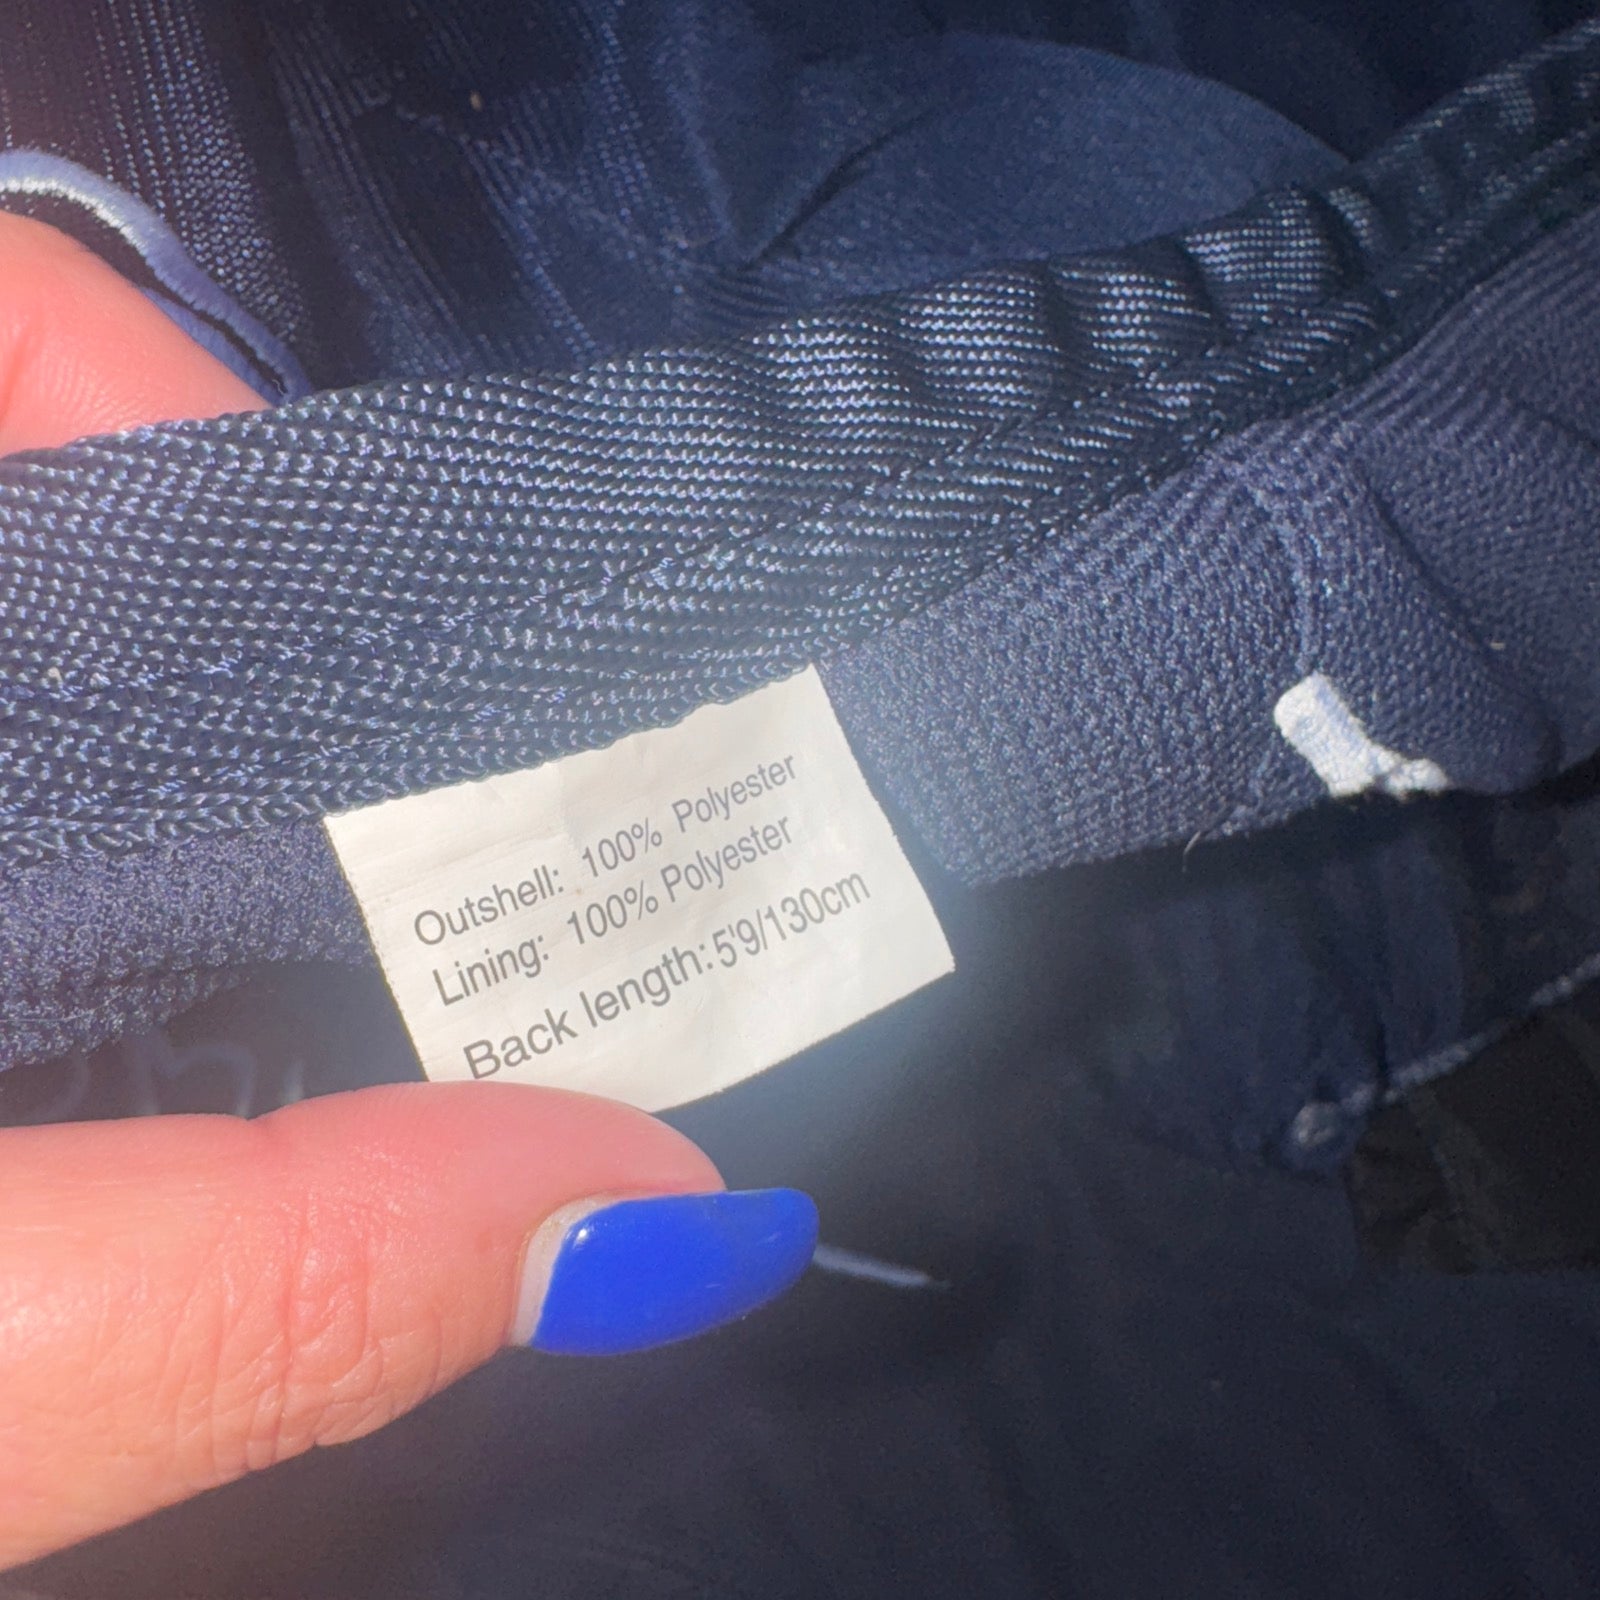 Outshell: 100% Polyester
Lining: 100% Polyester
Back length: 5'9/130cm